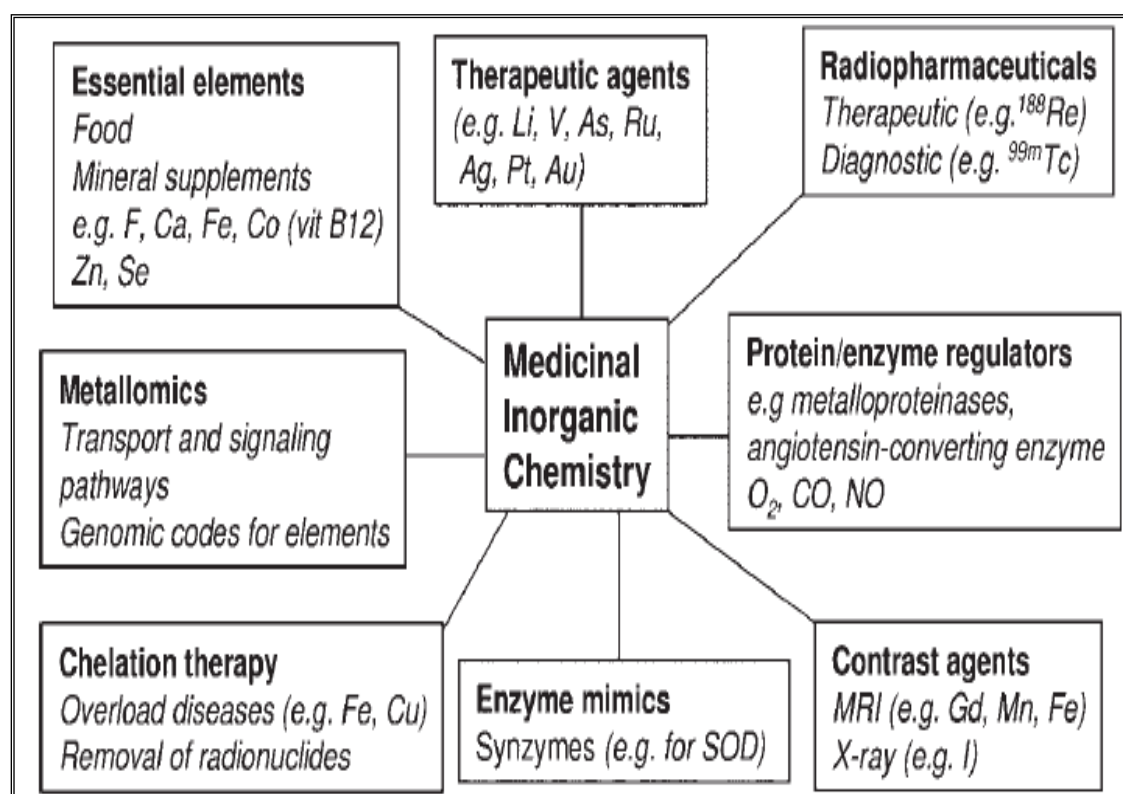 Essential elements
Food
Mineral supplements
e.g. F, Ca, Fe, Co (vit B12)
Zn, Se
Therapeutic agents
(e.g. Li, V, As, Ru,
Ag, Pt, Au)
Radiopharmaceuticals
Therapeutic (e.g.¹⁸⁸Re)
Diagnostic (e.g. ⁹⁹ᵐTc)
Metallomics
Transport and signaling
pathways
Genomic codes for elements
Medicinal
Inorganic
Chemistry
Protein/enzyme regulators
e.g metalloproteinases,
angiotensin-converting enzyme
O₂, CO, NO
Chelation therapy
Overload diseases (e.g. Fe, Cu)
Removal of radionuclides
Enzyme mimics
Synzymes (e.g. for SOD)
Contrast agents
MRI (e.g. Gd, Mn, Fe)
X-ray (e.g. I)